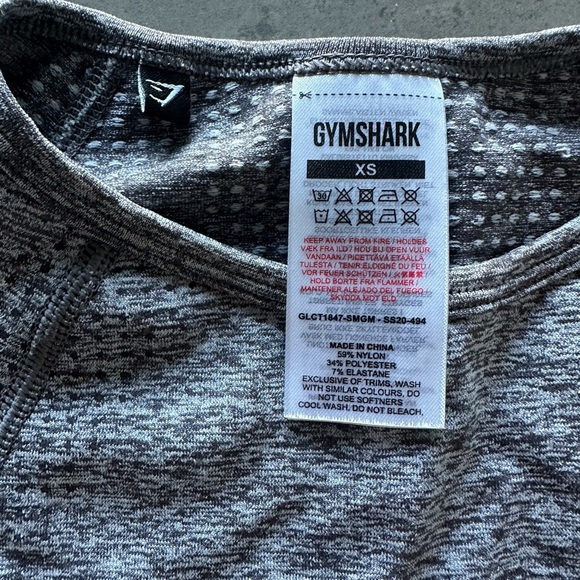 GYMSHARK
XS
30
KEEP AWAY FROM FIRE / HOLDES
VÆK FRA ILD / HOU BIJ OPEN VUUR
VANDAAN / PIDETTÄVÄ ETÄÄLLÄ
TULESTA / TENIR ÉLOIGNÉ DU FEU /
VOR FEUER SCHÜTZEN /
HOLD BORTE FRA FLAMMER /
MANTENER ALEJADO DEL FUEGO
SKYDDA MOT ELD
GLCT1847-SMGM - SS20-494
MADE IN CHINA
59% NYLON
34% POLYESTER
7% ELASTANE
EXCLUSIVE OF TRIMS, WASH
WITH SIMILAR COLOURS, DO
NOT USE SOFTNERS
COOL WASH, DO NOT BLEACH,